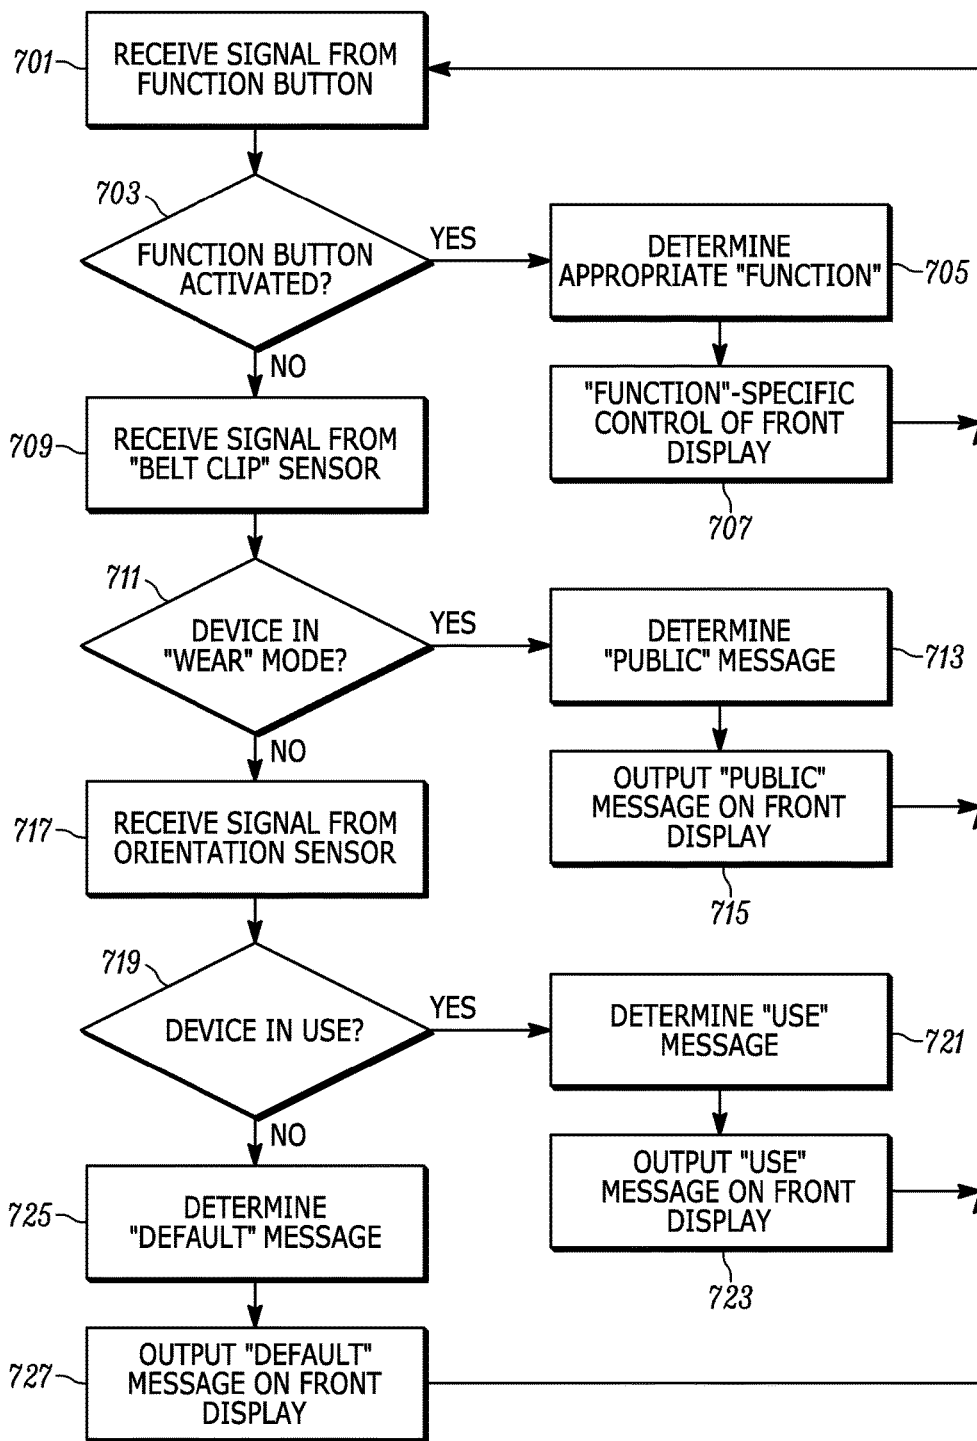 701
RECEIVE SIGNAL FROM
FUNCTION BUTTON
703
FUNCTION BUTTON
ACTIVATED?
YES
DETERMINE
APPROPRIATE "FUNCTION"
705
NO
"FUNCTION"-SPECIFIC
CONTROL OF FRONT
DISPLAY
707
709
RECEIVE SIGNAL FROM
"BELT CLIP" SENSOR
711
DEVICE IN
"WEAR" MODE?
YES
DETERMINE
"PUBLIC" MESSAGE
713
NO
OUTPUT "PUBLIC"
MESSAGE ON FRONT
DISPLAY
715
717
RECEIVE SIGNAL FROM
ORIENTATION SENSOR
719
DEVICE IN USE?
YES
DETERMINE "USE"
MESSAGE
721
NO
OUTPUT "USE"
MESSAGE ON FRONT
DISPLAY
723
725
DETERMINE
"DEFAULT" MESSAGE
727
OUTPUT "DEFAULT"
MESSAGE ON FRONT
DISPLAY